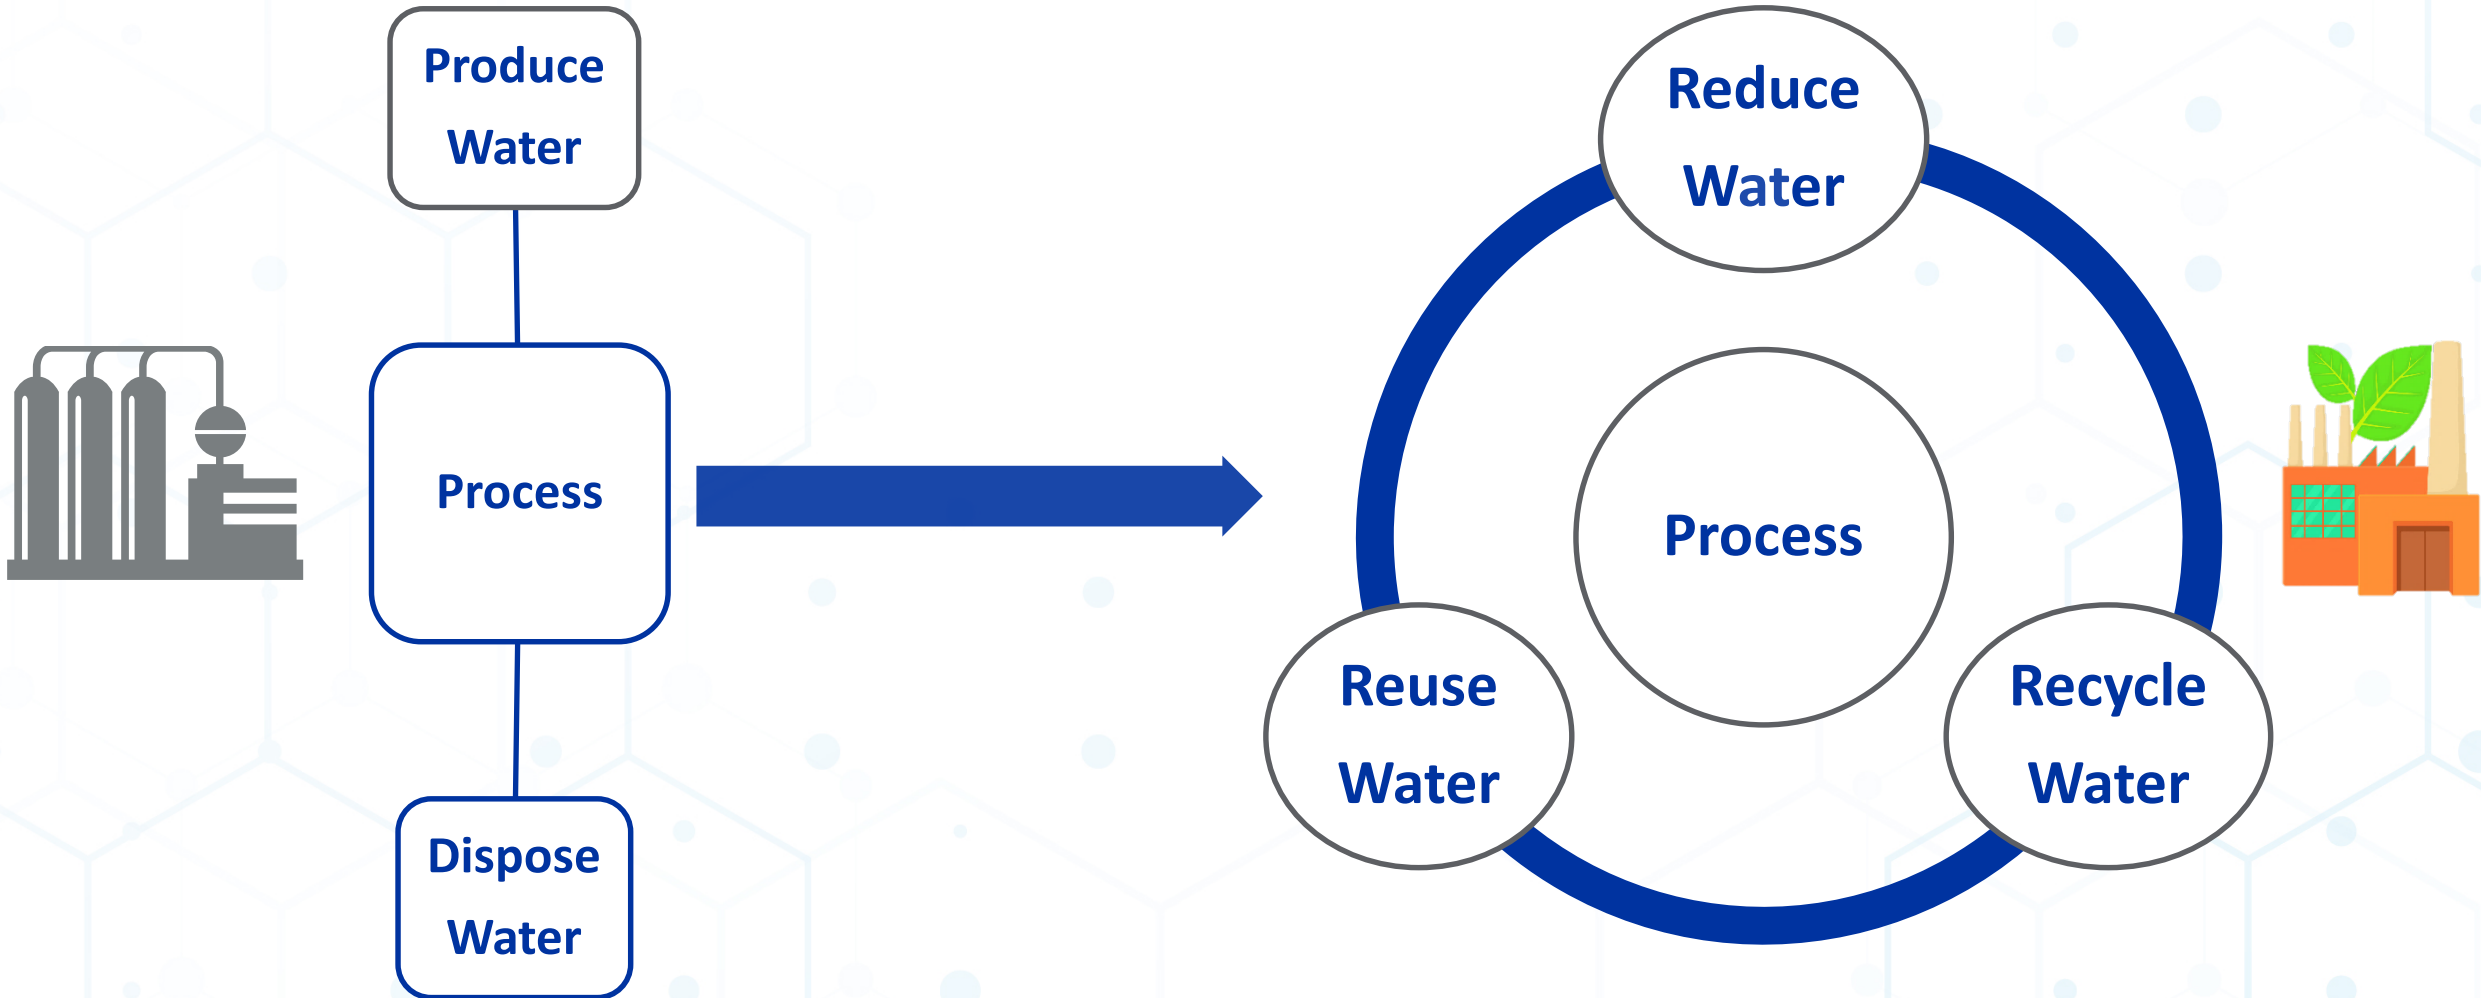 Produce
Water
Process
Dispose
Water
Reduce
Water
Process
Reuse
Water
Recycle
Water